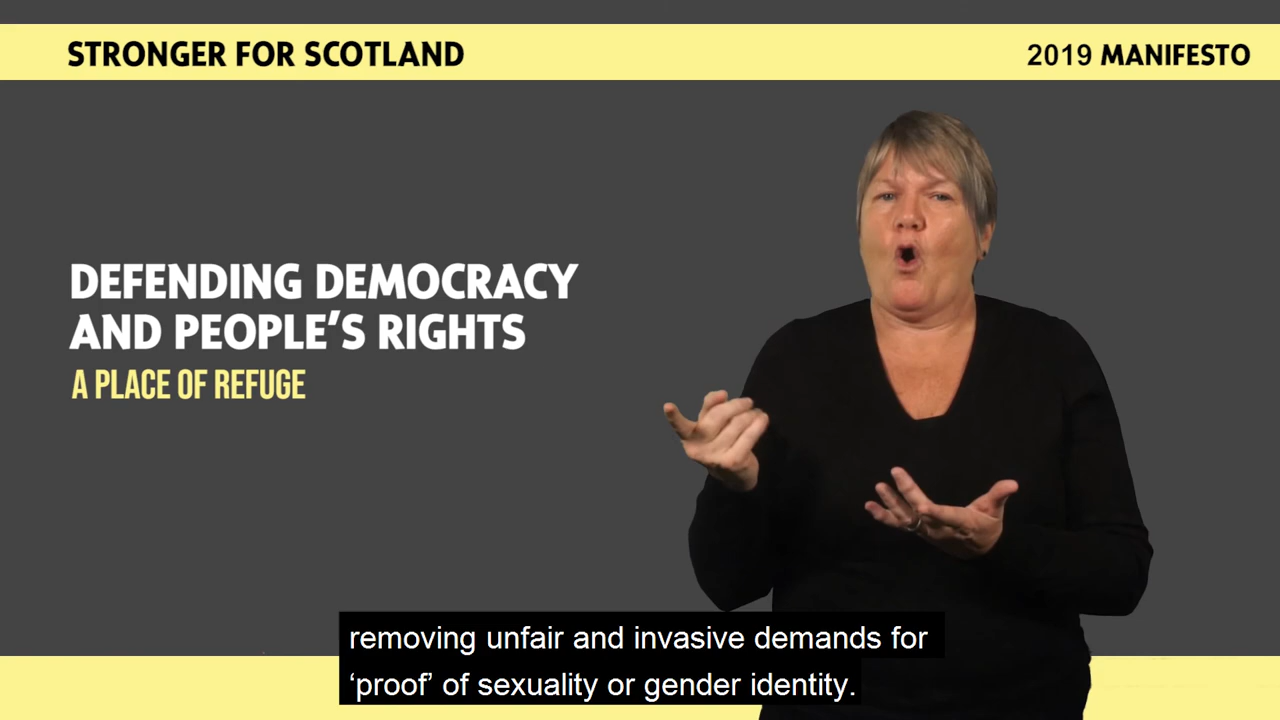 STRONGER FOR SCOTLAND
2019 MANIFESTO
DEFENDING DEMOCRACY
AND PEOPLE’S RIGHTS
A PLACE OF REFUGE
removing unfair and invasive demands for
‘proof’ of sexuality or gender identity.